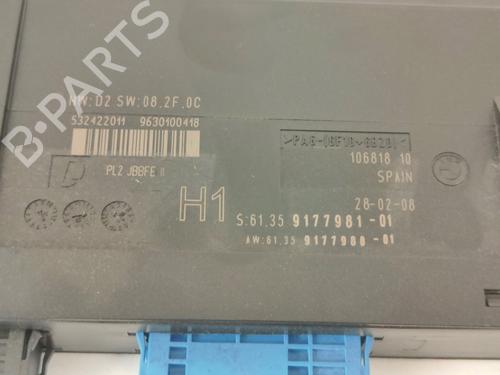 HW: D2 SW: 08.2F.0C
532422011 9630100418
>PA6-(GF10+GB20)<
106818 10
PL2 JBBFE II
SPAIN
H1
28-02-08
S:61.35 9177981-01
AW:61.35 9177980-01